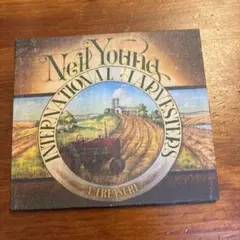 Neil Young
INTERNATIONAL HARVESTERS
A TREASURE